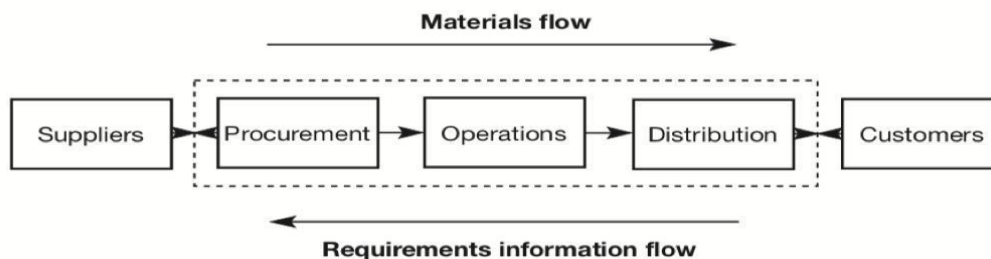 Materials flow
Suppliers Procurement Operations Distribution Customers
Requirements information flow